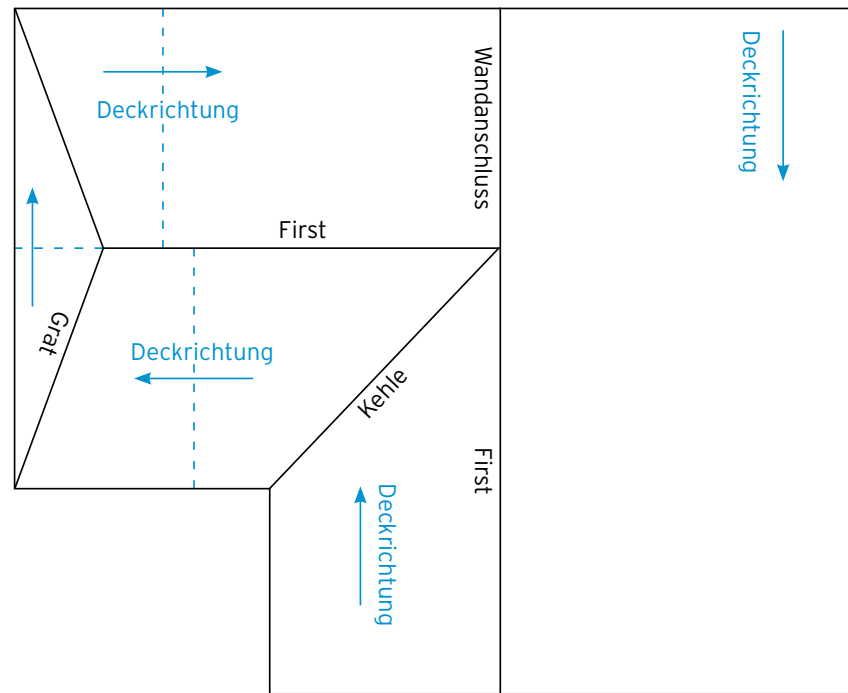 Deckrichtung
Wandanschluss
Deckrichtung
First
Grat
Deckrichtung
Kehle
First
Deckrichtung